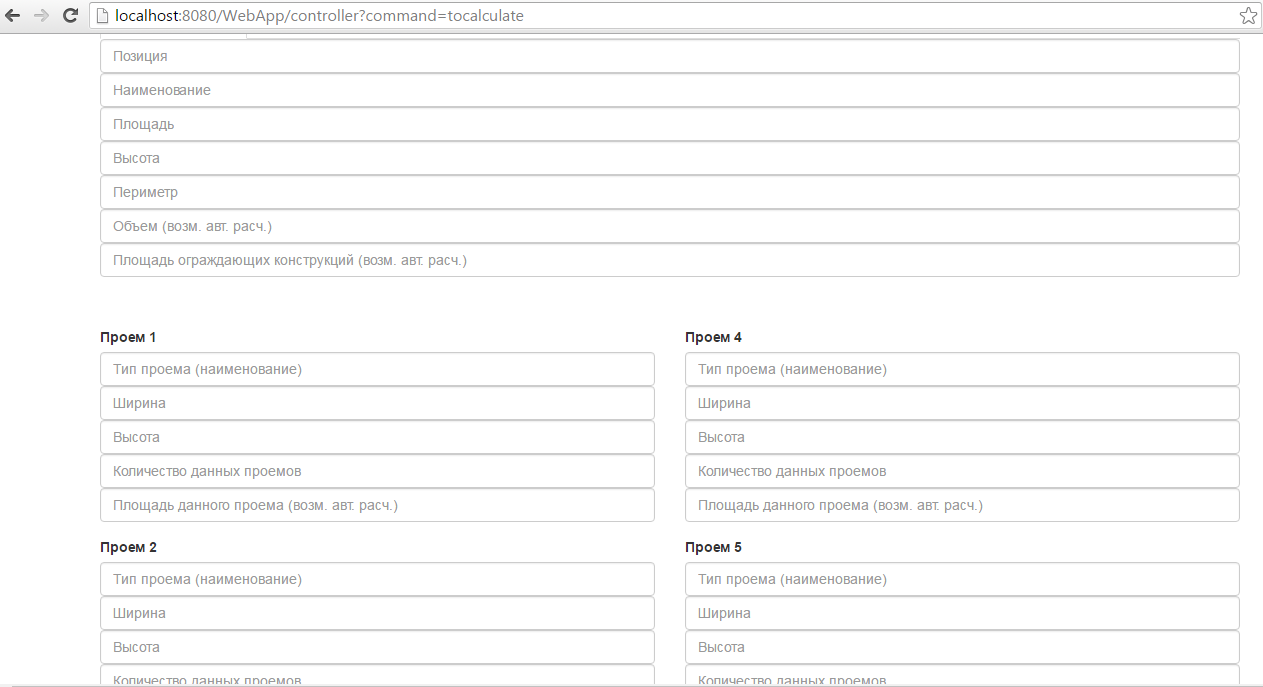 localhost:8080/WebApp/controller?command=tocalculate
Позиция
Наименование
Площадь
Высота
Периметр
Объем (возм. авт. расч.)
Площадь ограждающих конструкций (возм. авт. расч.)
Проем 1
Тип проема (наименование)
Ширина
Высота
Количество данных проемов
Площадь данного проема (возм. авт. расч.)
Проем 2
Тип проема (наименование)
Ширина
Высота
Количество данных проемов
Проем 4
Тип проема (наименование)
Ширина
Высота
Количество данных проемов
Площадь данного проема (возм. авт. расч.)
Проем 5
Тип проема (наименование)
Ширина
Высота
Количество данных проемов